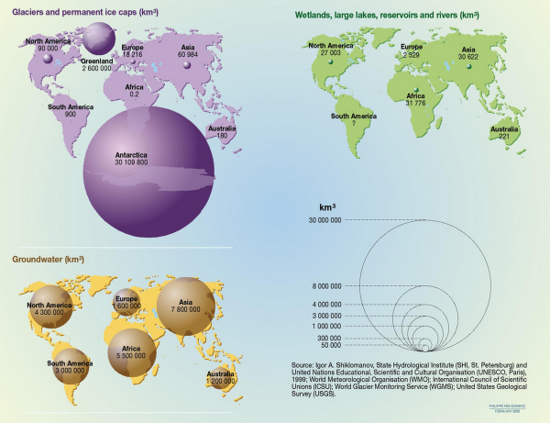 Glaciers and permanent ice caps (km³)
North America
90 000
Greenland
2 600 000
Europe
18 216
Asia
60 984
Africa
0.2
South America
900
Australia
180
Antarctica
30 109 800
Wetlands, large lakes, reservoirs and rivers (km³)
North America
27 003
Europe
2 529
Asia
30 622
Africa
31 776
South America
?
Australia
221
Groundwater (km³)
North America
4 300 000
Europe
1 600 000
Asia
7 800 000
Africa
5 500 000
South America
3 000 000
Australia
1 200 000
km³
30 000 000
8 000 000
4 000 000
3 000 000
1 000 000
300 000
50 000
Source: Igor A. Shiklomanov, State Hydrological Institute (SHI, St. Petersburg) and
United Nations Educational, Scientific and Cultural Organisation (UNESCO, Paris),
1999; World Meteorological Organisation (WMO); International Council of Scientific
Unions (ICSU); World Glacier Monitoring Service (WGMS); United States Geological
Survey (USGS).
PHILIPPE REKACEWICZ
FEBRUARY 2006